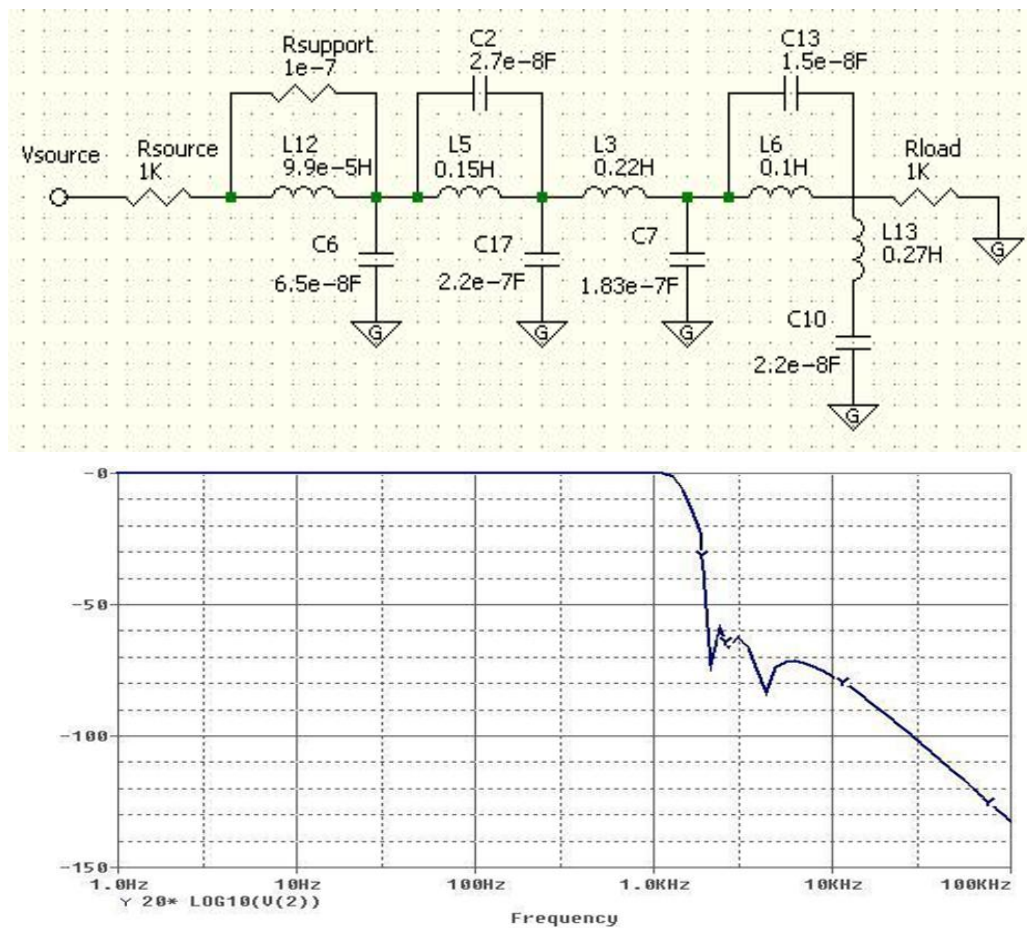 Rsupport
1e-7
C2
2.7e-8F
C13
1.5e-8F
Vsource
Rsource
1K
L12
9.9e-5H
L5
0.15H
L3
0.22H
L6
0.1H
Rload
1K
C6
6.5e-8F
C17
2.2e-7F
C7
1.83e-7F
L13
0.27H
C10
2.2e-8F
G
G
G
G
G
-0
-50
-100
-150
1.0Hz
10Hz
100Hz
1.0KHz
10KHz
100KHz
Y 20* LOG10(V(2))
Frequency